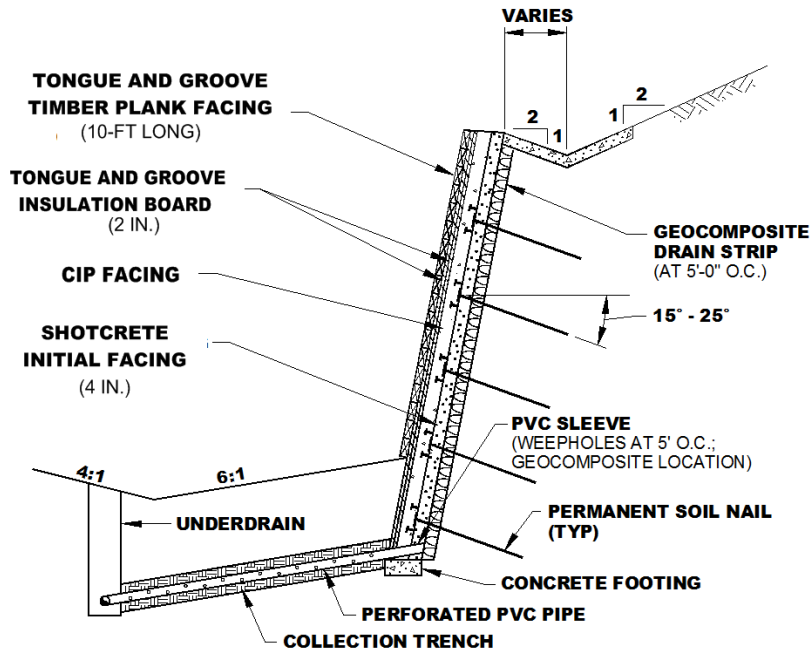 VARIES
TONGUE AND GROOVE
TIMBER PLANK FACING
(10-FT LONG)
2
1
1
2
TONGUE AND GROOVE
INSULATION BOARD
(2 IN.)
GEOCOMPOSITE
DRAIN STRIP
(AT 5'-0" O.C.)
CIP FACING
15° - 25°
SHOTCRETE
INITIAL FACING
(4 IN.)
PVC SLEEVE
(WEEPHOLES AT 5' O.C.;
GEOCOMPOSITE LOCATION)
4:1
6:1
UNDERDRAIN
PERMANENT SOIL NAIL
(TYP)
CONCRETE FOOTING
PERFORATED PVC PIPE
COLLECTION TRENCH